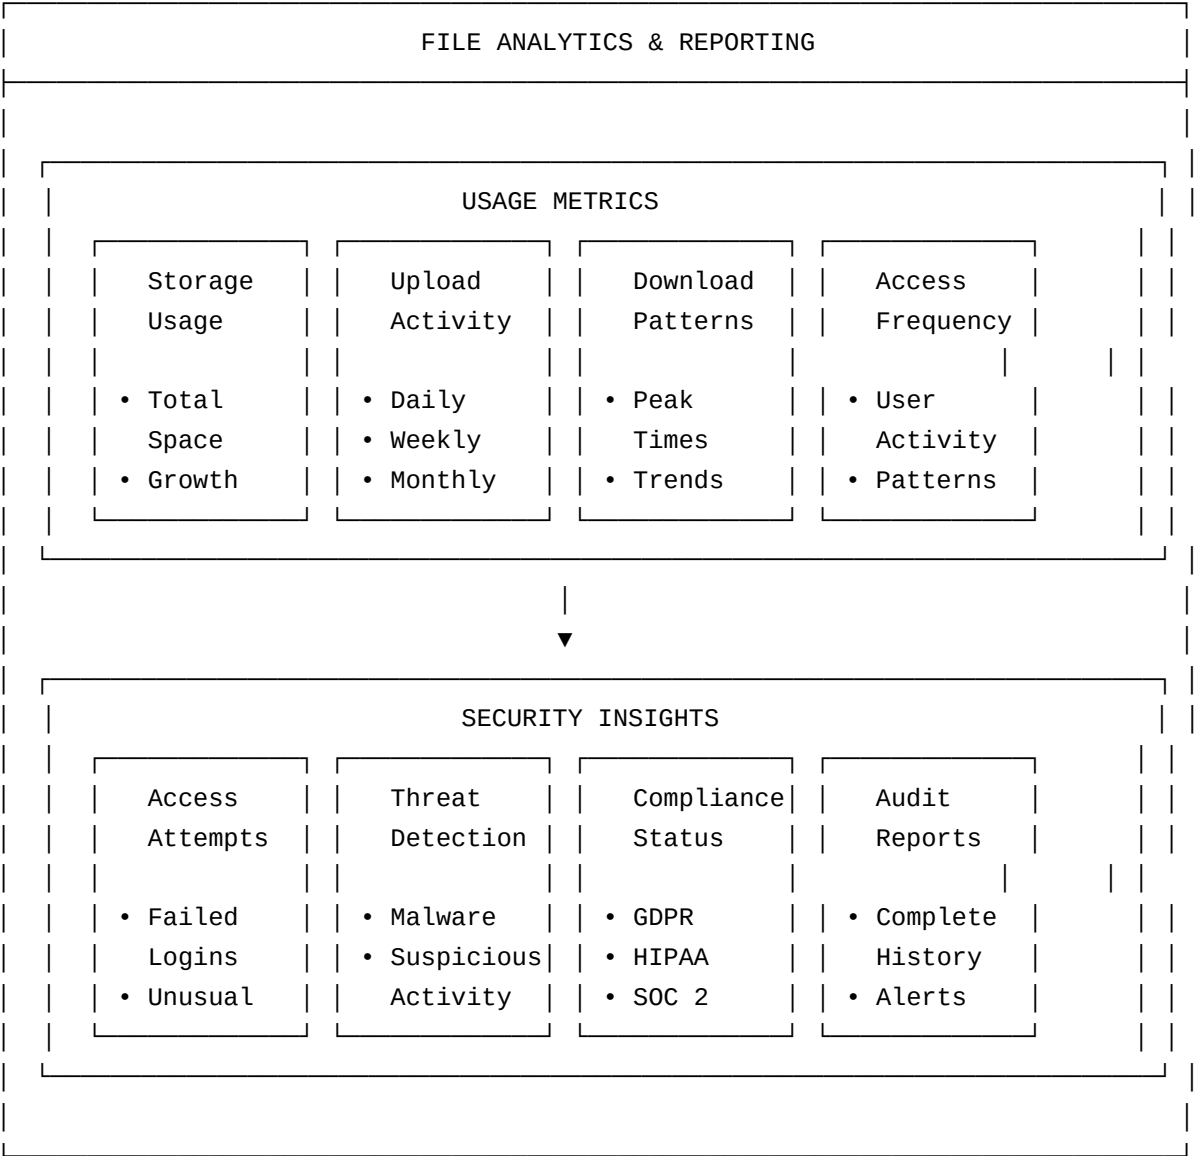 FILE ANALYTICS & REPORTING
USAGE METRICS
Storage Upload Download Access
Usage Activity Patterns Frequency
• Total • Daily • Peak • User
Space • Weekly Times Activity
• Growth • Monthly • Trends • Patterns
▼
SECURITY INSIGHTS
Access Threat Compliance Audit
Attempts Detection Status Reports
• Failed • Malware • GDPR • Complete
Logins • Suspicious • HIPAA History
• Unusual Activity • SOC 2 • Alerts